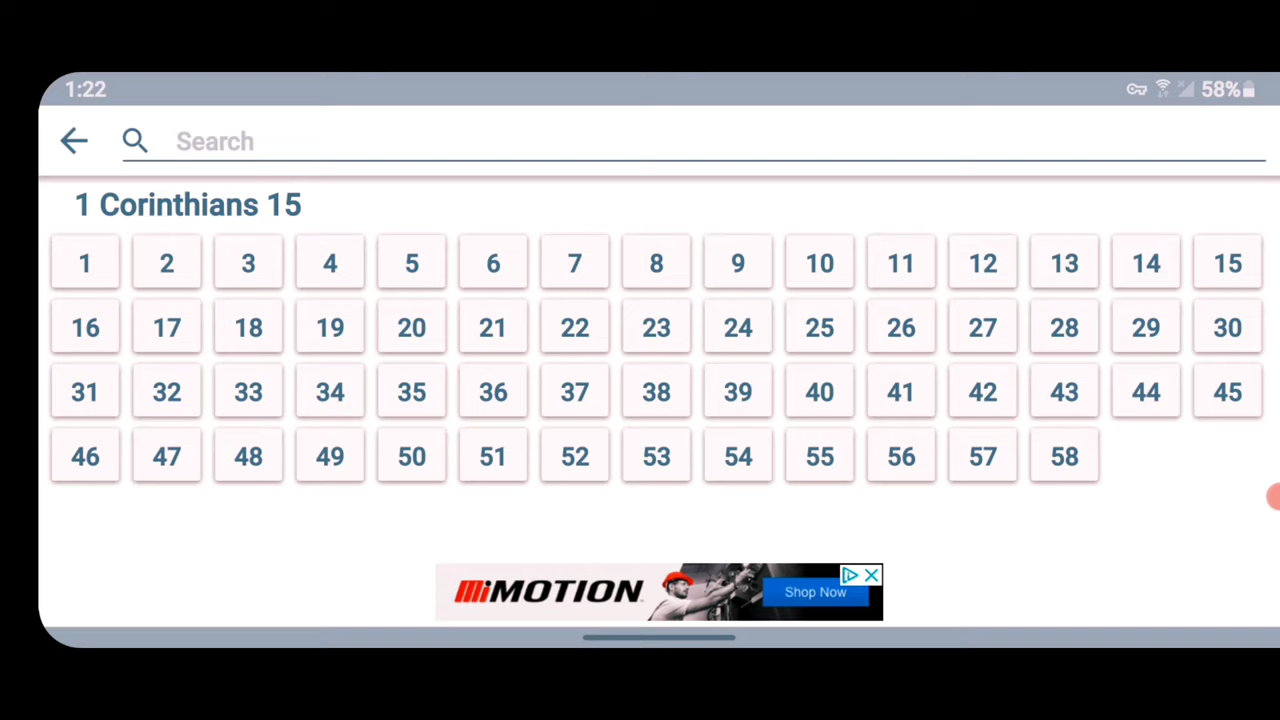 1:22 58%
Search
1 Corinthians 15
1 2 3 4 5 6 7 8 9 10 11 12 13 14 15
16 17 18 19 20 21 22 23 24 25 26 27 28 29 30
31 32 33 34 35 36 37 38 39 40 41 42 43 44 45
46 47 48 49 50 51 52 53 54 55 56 57 58
MiMOTION Shop Now